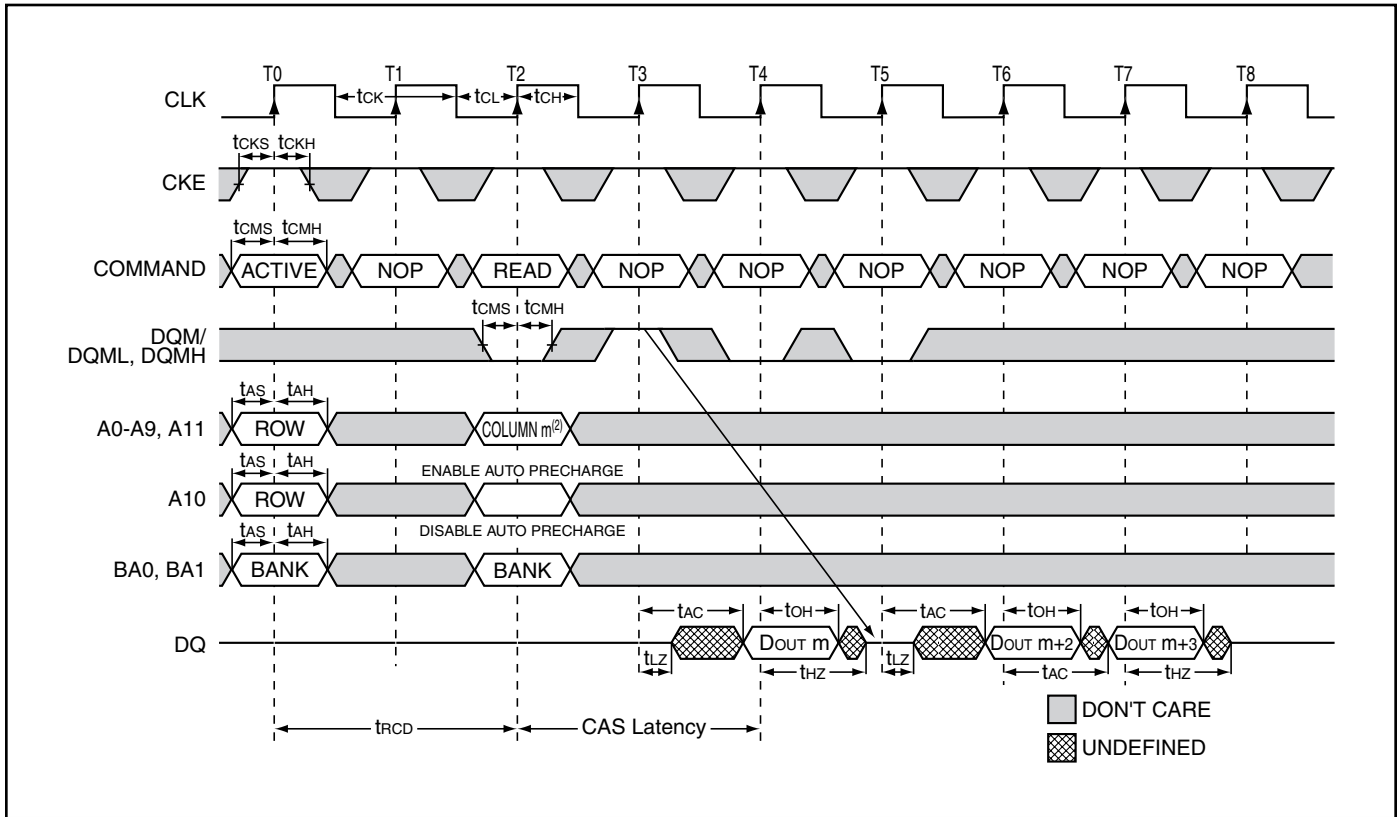 T0 T1 T2 T3 T4 T5 T6 T7 T8
CLK tCK tCL tCH
tCKS tCKH
CKE
tCMS tCMH
COMMAND ACTIVE NOP READ NOP NOP NOP NOP NOP NOP
tCMS tCMH
DQM/
DQML, DQMH
tAS tAH
A0-A9, A11 ROW COLUMN m(2)
tAS tAH ENABLE AUTO PRECHARGE
A10 ROW
tAS tAH DISABLE AUTO PRECHARGE
BA0, BA1 BANK BANK
tAC tOH tAC tOH tOH
DQ DOUT m DOUT m+2 DOUT m+3
tLZ tHZ tLZ tAC tHZ
tRCD CAS Latency
DON'T CARE
UNDEFINED